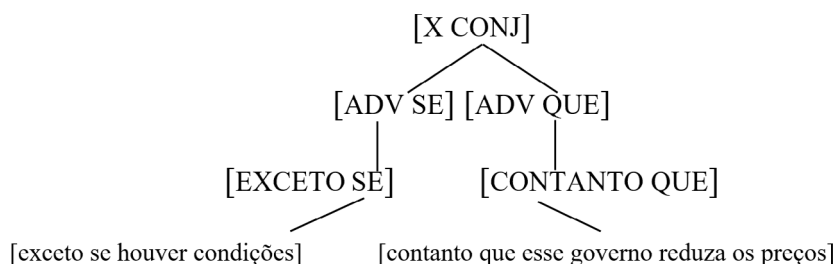 [X CONJ]
[ADV SE] [ADV QUE]
[EXCETO SE] [CONTANTO QUE]
[exceto se houver condições] [contanto que esse governo reduza os preços]